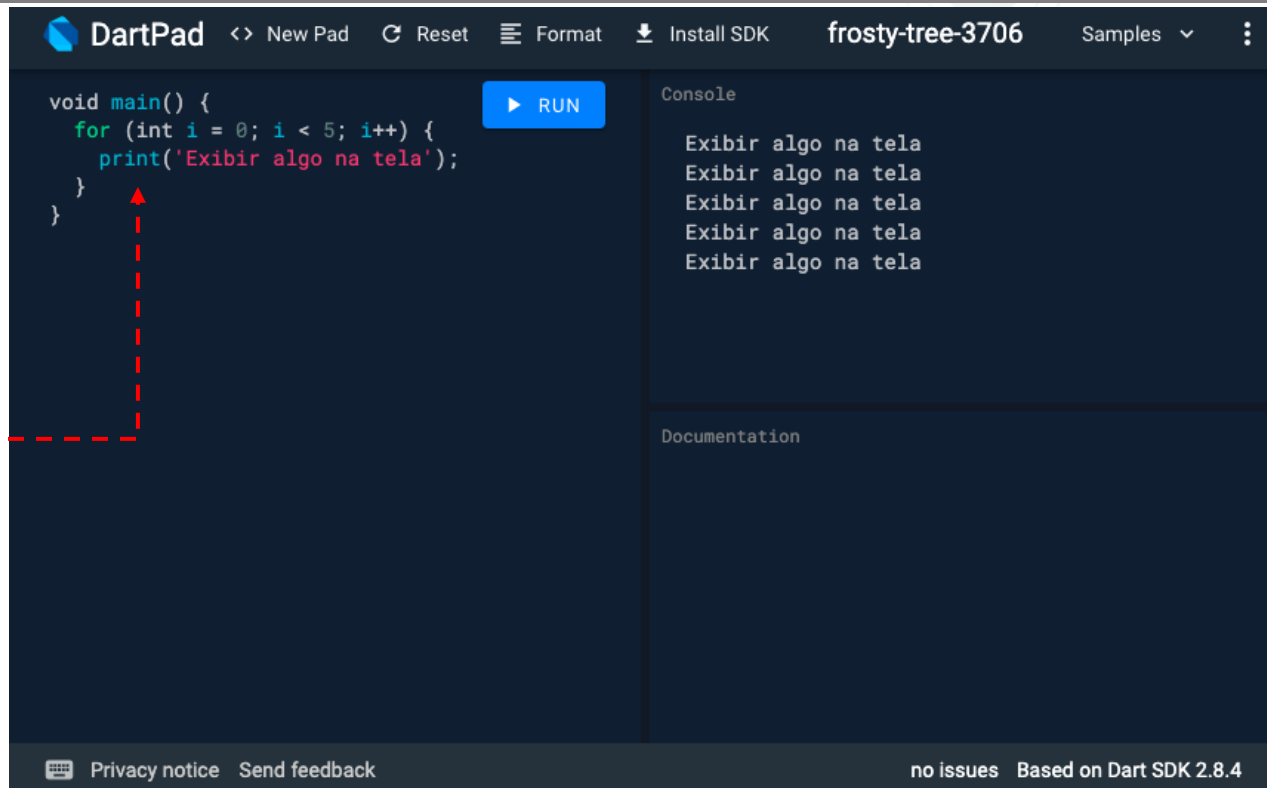 DartPad <> New Pad Reset Format Install SDK frosty-tree-3706 Samples
void main() {
for (int i = 0; i < 5; i++) {
print('Exibir algo na tela');
}
}
RUN
Console
Exibir algo na tela
Exibir algo na tela
Exibir algo na tela
Exibir algo na tela
Exibir algo na tela
Documentation
Privacy notice Send feedback no issues Based on Dart SDK 2.8.4